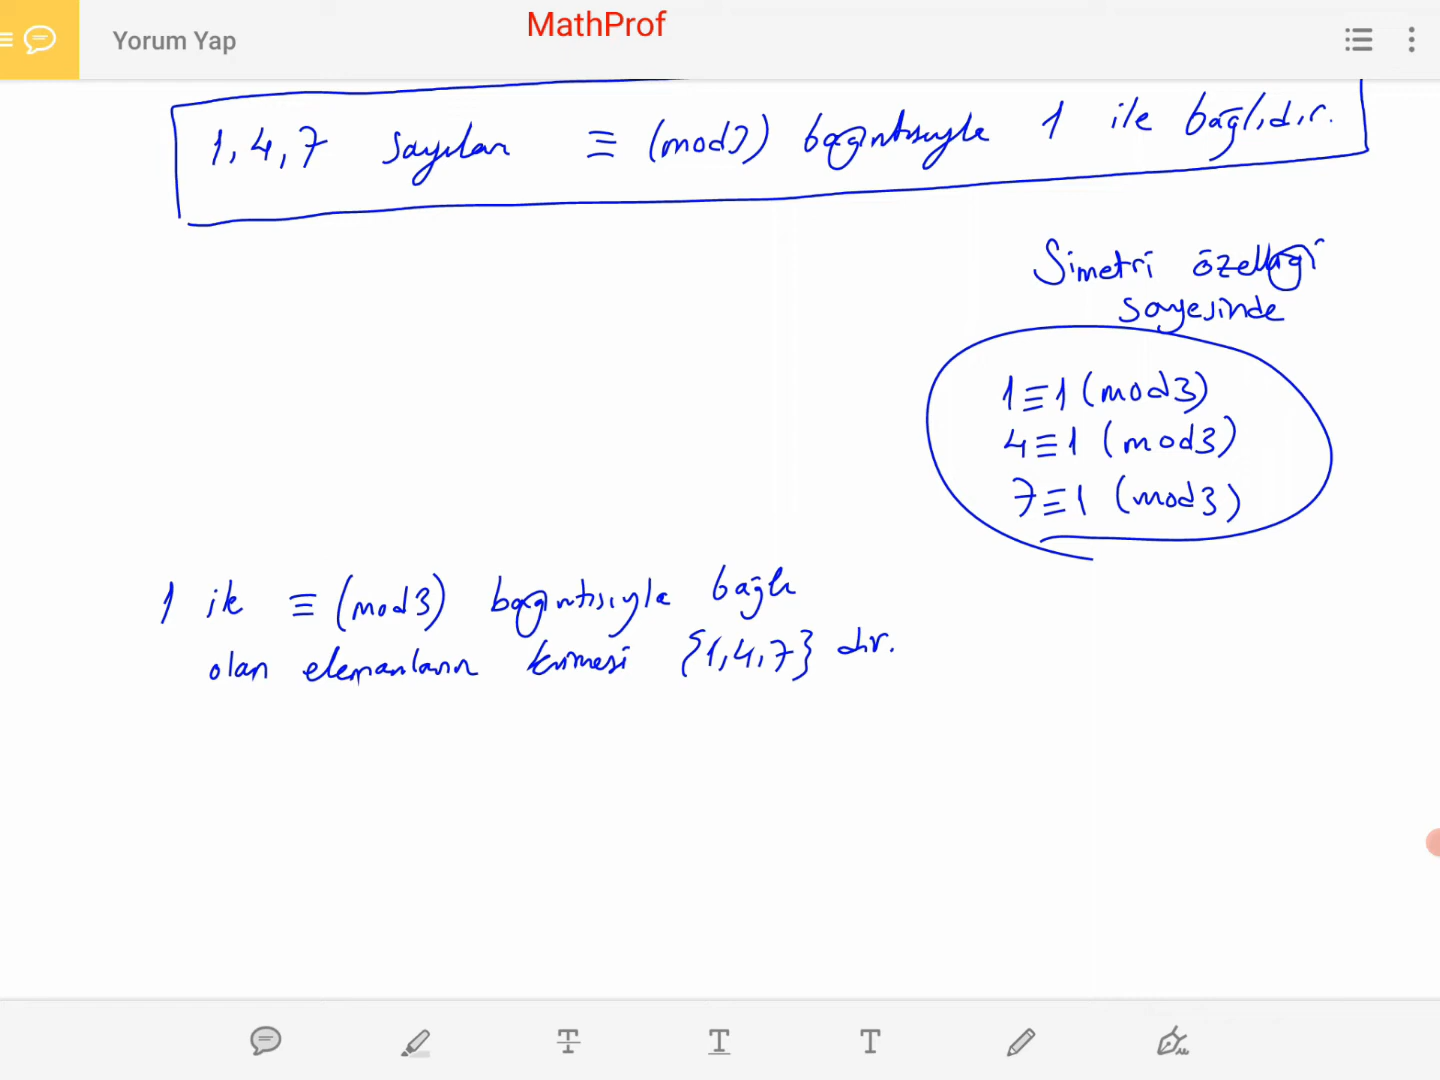 MathProf
Yorum Yap
1, 4, 7 sayıları ≡ (mod3) bağıntısıyla 1 ile bağlıdır.
Simetri özelliği
sayesinde
1≡1 (mod3)
4≡1 (mod3)
7≡1 (mod3)
1 ile ≡ (mod3) bağıntısıyla bağlı
olan elemanların kümesi {1,4,7} dir.